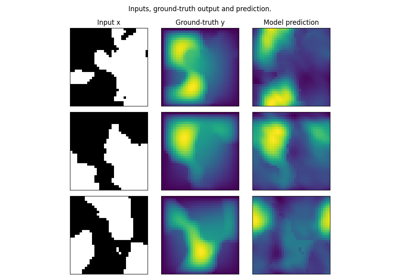 Inputs, ground-truth output and prediction.
Input x Ground-truth y Model prediction